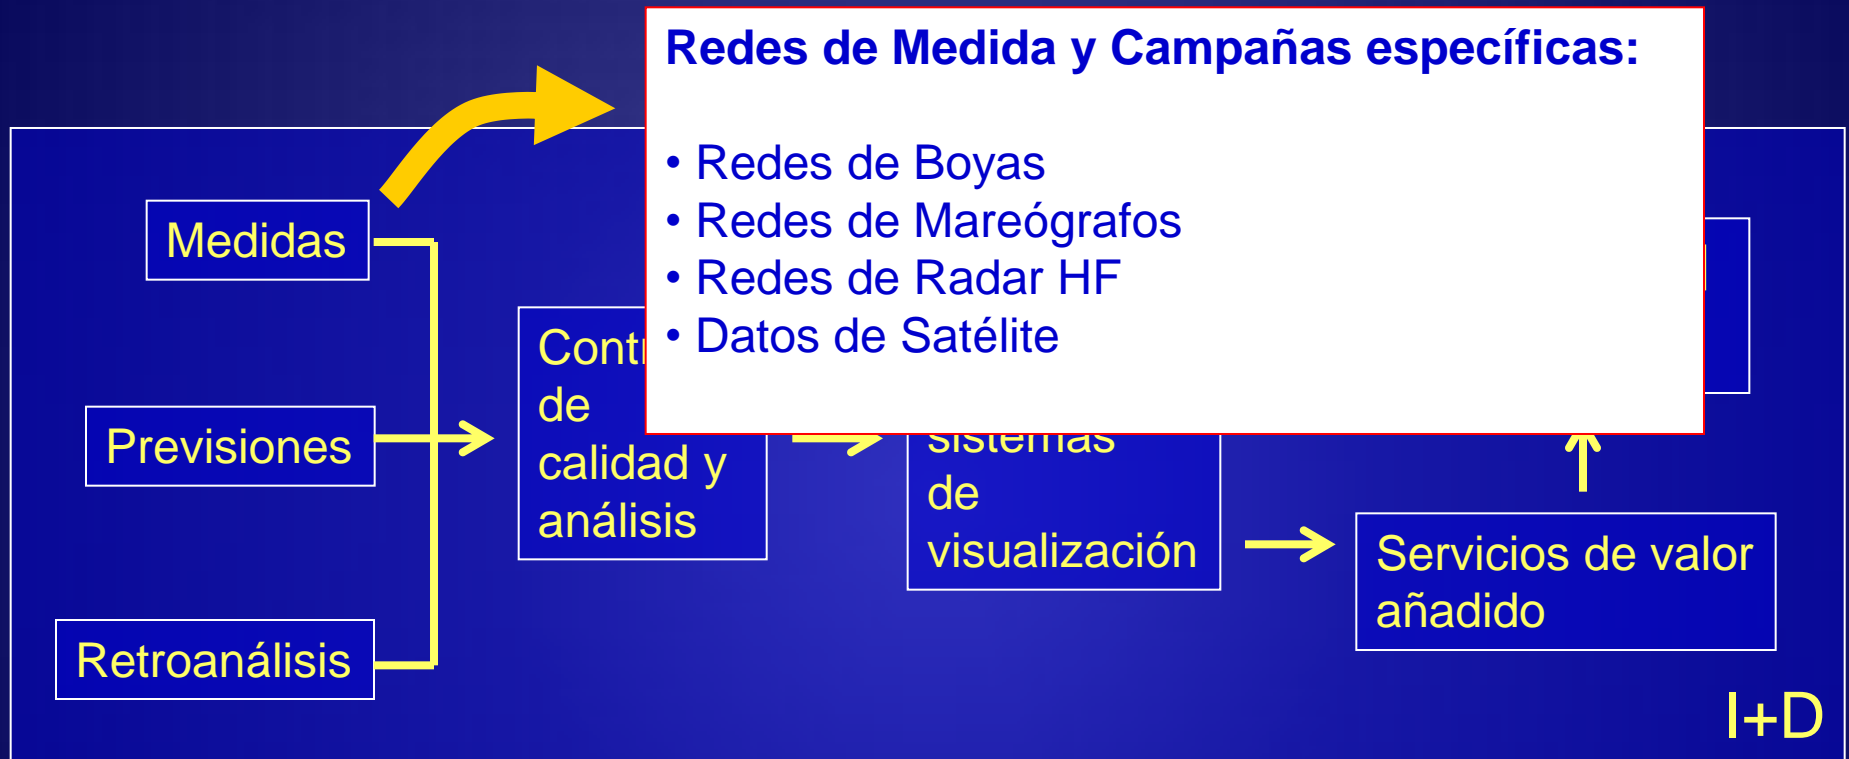 Redes de Medida y Campañas específicas:
• Redes de Boyas
• Redes de Mareógrafos
• Redes de Radar HF
• Datos de Satélite
Medidas
Previsiones
Retroanálisis
de
calidad y
análisis
sistemas
de
visualización
Servicios de valor
añadido
I+D